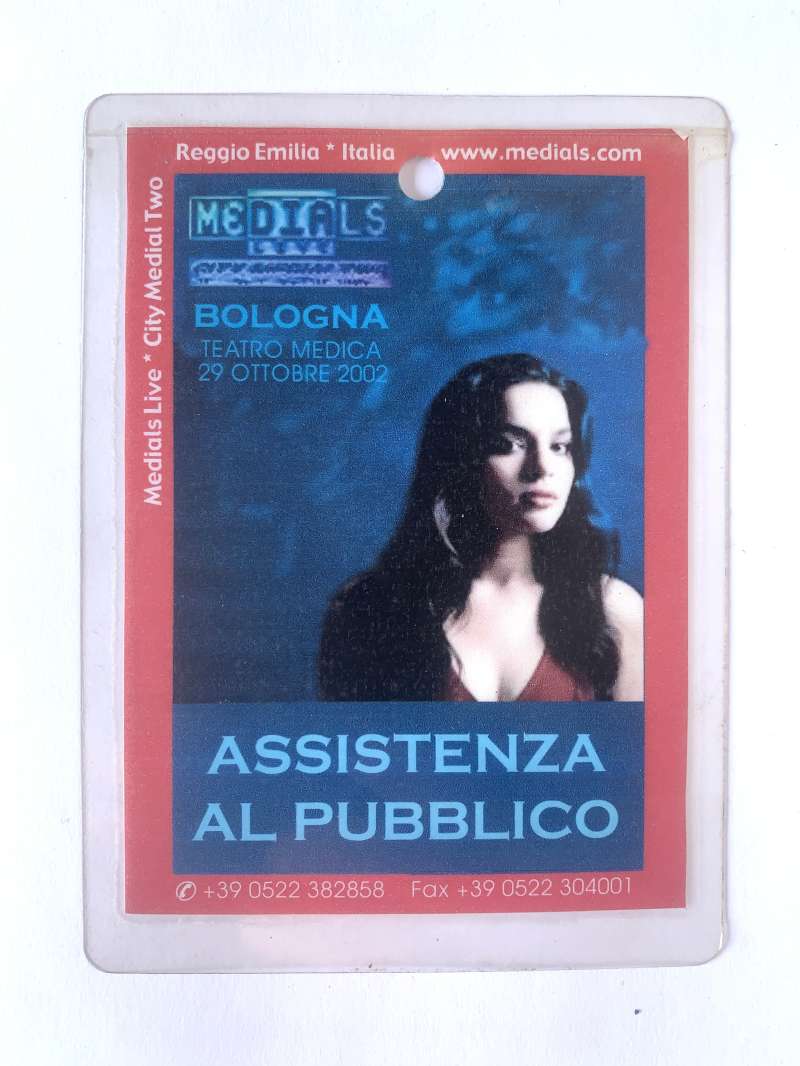 Reggio Emilia * Italia www.medials.com
Medials Live * City Medial Two
MEDIALS
LIVE
BOLOGNA
TEATRO MEDICA
29 OTTOBRE 2002
ASSISTENZA
AL PUBBLICO
✆ +39 0522 382858 Fax +39 0522 304001